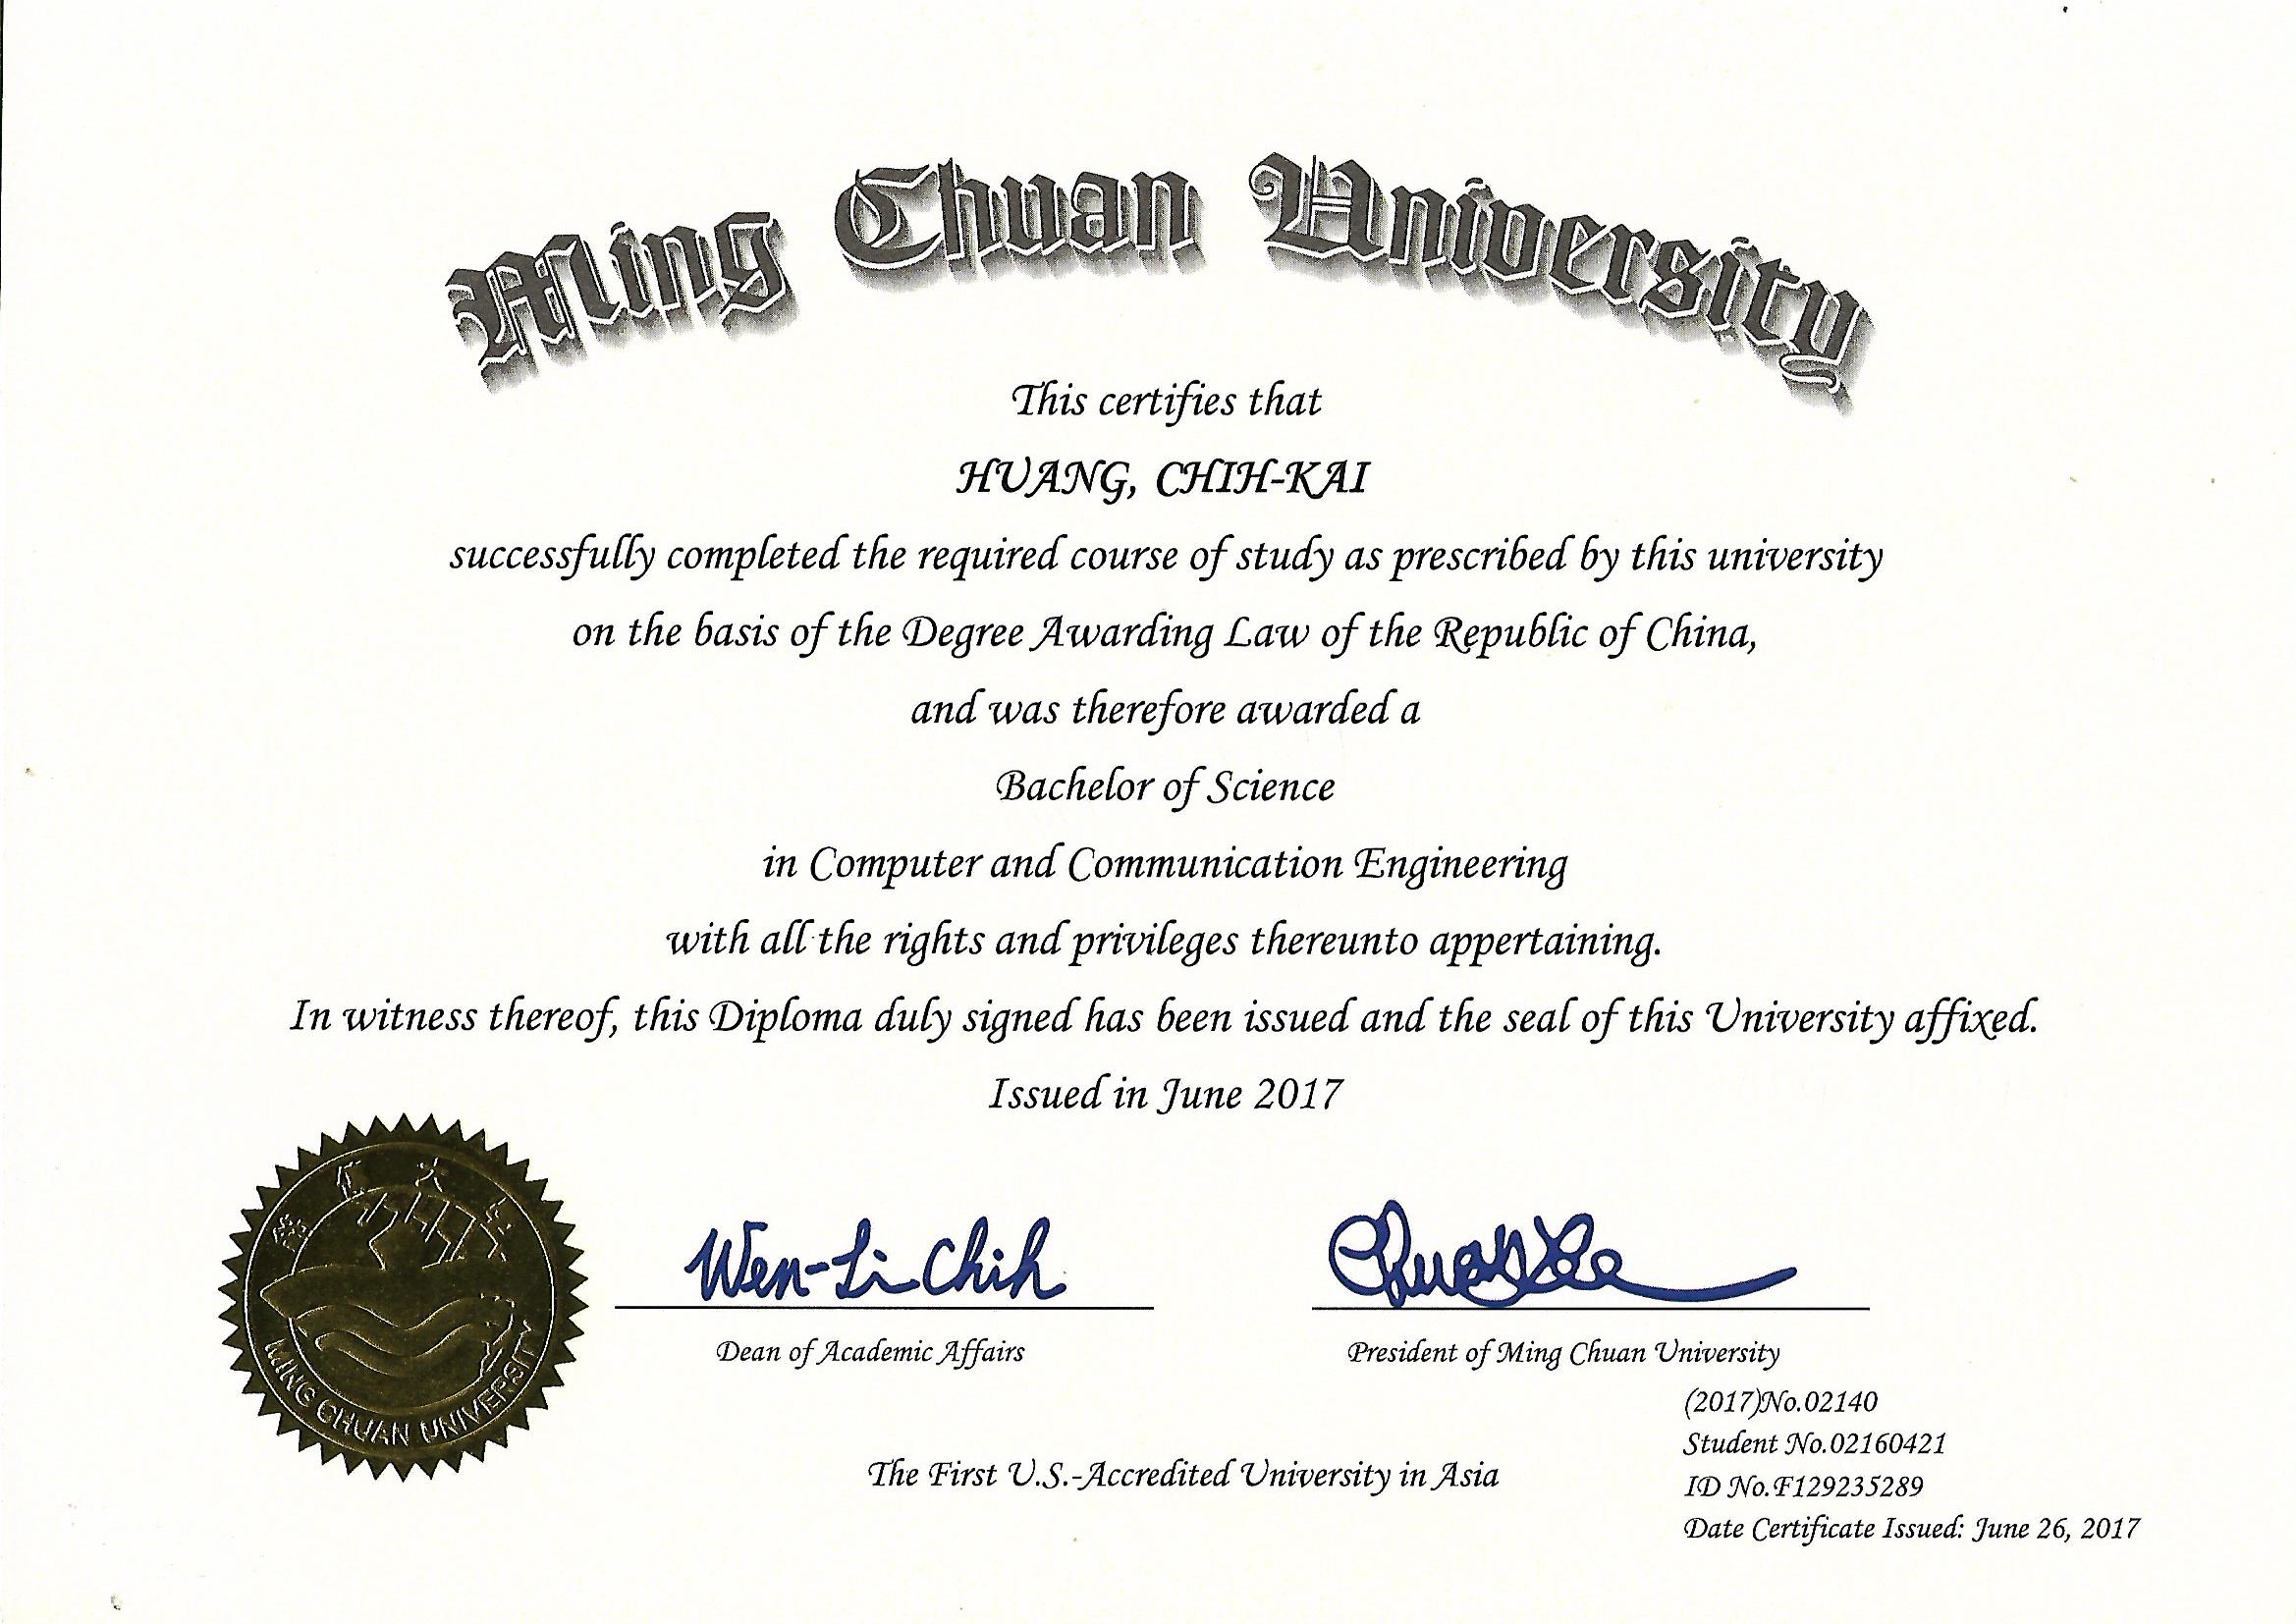 Ming Chuan University
This certifies that
HUANG, CHIH-KAI
successfully completed the required course of study as prescribed by this university
on the basis of the Degree Awarding Law of the Republic of China,
and was therefore awarded a
Bachelor of Science
in Computer and Communication Engineering
with all the rights and privileges thereunto appertaining.
In witness thereof, this Diploma duly signed has been issued and the seal of this University affixed.
Issued in June 2017
MING CHUAN UNIVERSITY
Wen-Li Chih
Dean of Academic Affairs
President of Ming Chuan University
(2017)No.02140
Student No.02160421
ID No.F129235289
Date Certificate Issued: June 26, 2017
The First U.S.-Accredited University in Asia